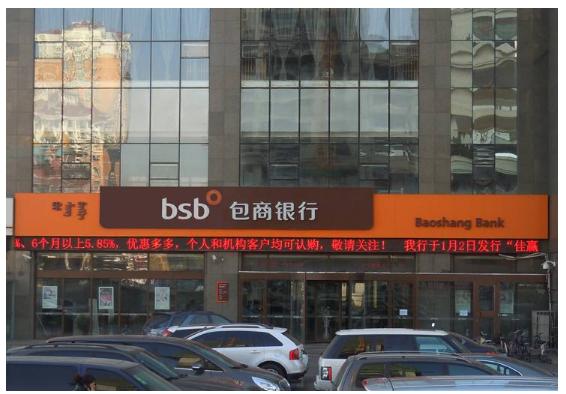 bsb 包商银行
Baoshang Bank
%、6个月以上5.85%，优惠多多，个人和机构客户均可认购，敬请关注！ 我行于1月2日发行“佳赢